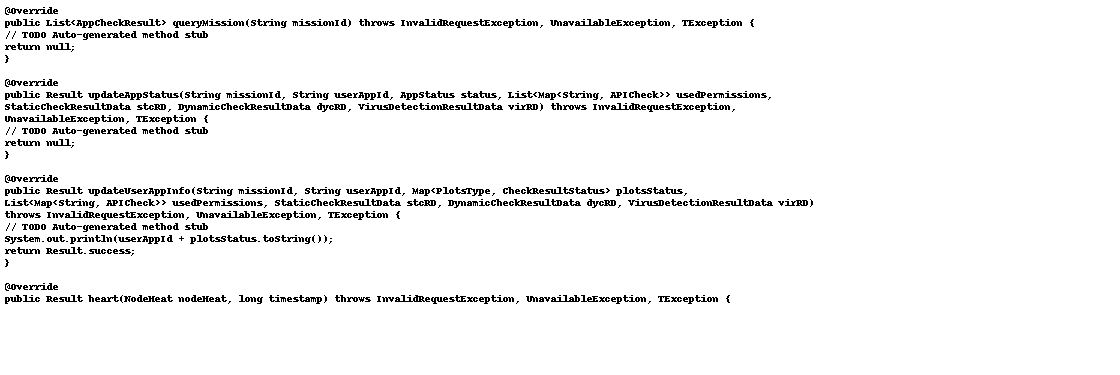 @Override
public List<AppCheckResult> queryMission(String missionId) throws InvalidRequestException, UnavailableException, TException {
// TODO Auto-generated method stub
return null;
}
@Override
public Result updateAppStatus(String missionId, String userAppId, AppStatus status, List<Map<String, APICheck>> usedPermissions,
StaticCheckResultData stcRD, DynamicCheckResultData dycRD, VirusDetectionResultData virRD) throws InvalidRequestException,
UnavailableException, TException {
// TODO Auto-generated method stub
return null;
}
@Override
public Result updateUserAppInfo(String missionId, String userAppId, Map<PlotsType, CheckResultStatus> plotsStatus,
List<Map<String, APICheck>> usedPermissions, StaticCheckResultData stcRD, DynamicCheckResultData dycRD, VirusDetectionResultData virRD)
throws InvalidRequestException, UnavailableException, TException {
// TODO Auto-generated method stub
System.out.println(userAppId + plotsStatus.toString());
return Result.success;
}
@Override
public Result heart(NodeHeat nodeHeat, long timestamp) throws InvalidRequestException, UnavailableException, TException {